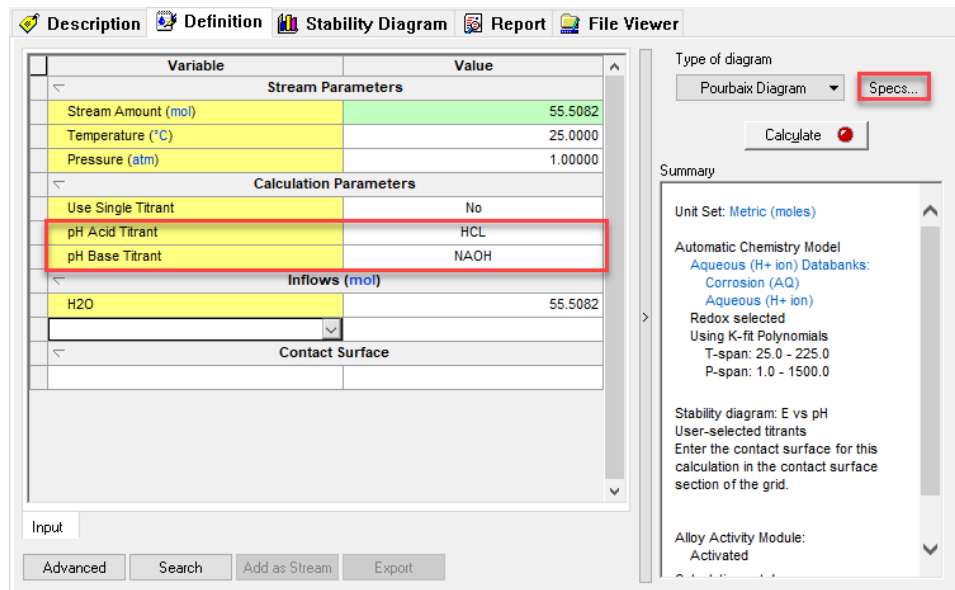 Description Definition Stability Diagram Report File Viewer
Variable Value
Stream Parameters
Stream Amount (mol) 55.5082
Temperature (°C) 25.0000
Pressure (atm) 1.00000
Calculation Parameters
Use Single Titrant No
pH Acid Titrant HCL
pH Base Titrant NAOH
Inflows (mol)
H2O 55.5082
Contact Surface
Input
Advanced Search Add as Stream Export
Type of diagram
Pourbaix Diagram Specs...
Calculate
Summary
Unit Set: Metric (moles)
Automatic Chemistry Model
Aqueous (H+ ion) Databanks:
Corrosion (AQ)
Aqueous (H+ ion)
Redox selected
Using K-fit Polynomials
T-span: 25.0 - 225.0
P-span: 1.0 - 1500.0
Stability diagram: E vs pH
User-selected titrants
Enter the contact surface for this
calculation in the contact surface
section of the grid.
Alloy Activity Module:
Activated